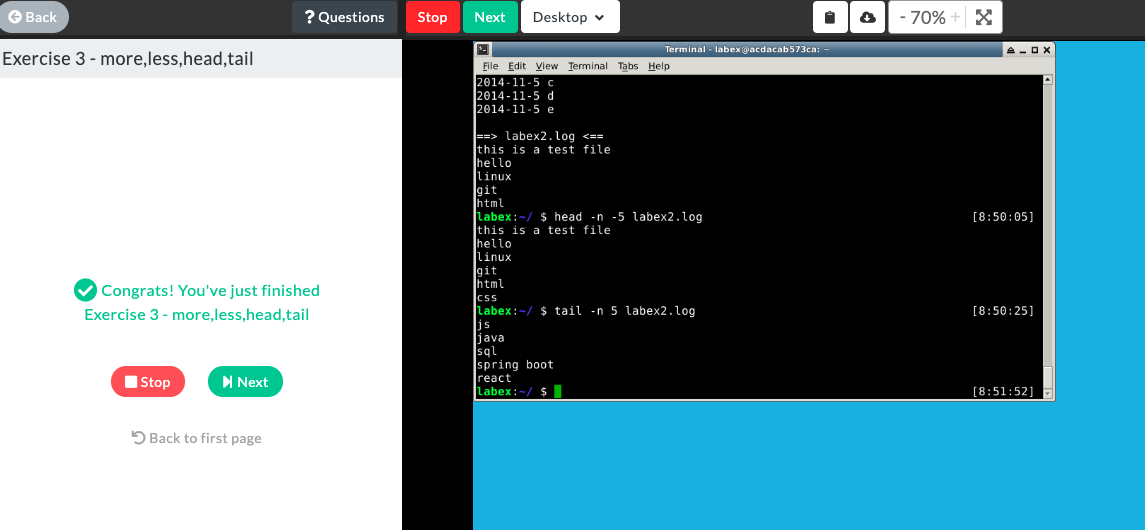 Back
? Questions
Stop
Next
Desktop
- 70% +
Exercise 3 - more,less,head,tail
Congrats! You've just finished
Exercise 3 - more,less,head,tail
Stop
Next
Back to first page
Terminal - labex@acdacab573ca: ~
File Edit View Terminal Tabs Help
2014-11-5 c
2014-11-5 d
2014-11-5 e
==> labex2.log <==
this is a test file
hello
linux
git
html
labex:~/ $ head -n -5 labex2.log [8:50:05]
this is a test file
hello
linux
git
html
css
labex:~/ $ tail -n 5 labex2.log [8:50:25]
js
java
sql
spring boot
react
labex:~/ $ [8:51:52]